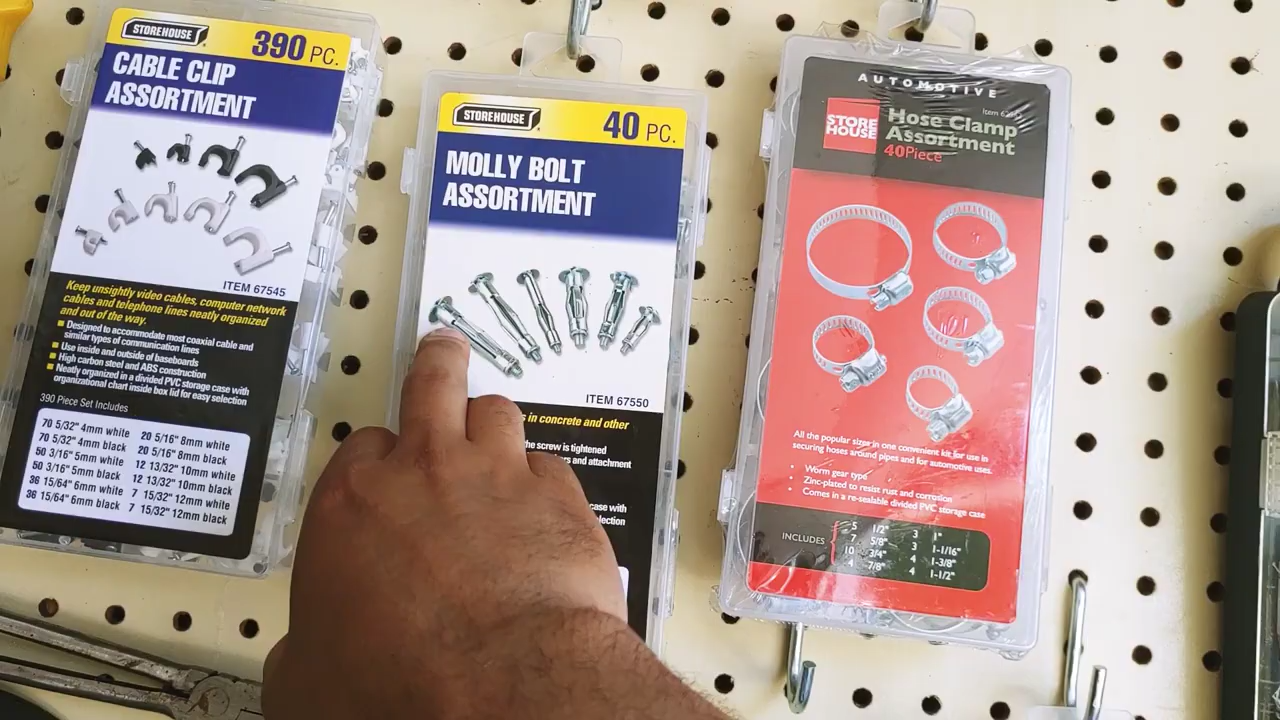 STOREHOUSE
390 PC.
CABLE CLIP
ASSORTMENT
ITEM 67545
Keep unsightly video cables, computer network
cables and telephone lines neatly organized
and out of the way.
Designed to accommodate most coaxial cable and
similar types of communication lines
Use inside and outside of baseboards
High carbon steel and ABS construction
Neatly organized in a divided PVC storage case with
organizational chart inside box lid for easy selection
390 Piece Set Includes
70 5/32" 4mm white 20 5/16" 8mm white
70 5/32" 4mm black 20 5/16" 8mm black
50 3/16" 5mm white 12 13/32" 10mm white
50 3/16" 5mm black 12 13/32" 10mm black
36 15/64" 6mm white 7 15/32" 12mm white
36 15/64" 6mm black 7 15/32" 12mm black
STOREHOUSE
40 PC.
MOLLY BOLT
ASSORTMENT
ITEM 67550
in concrete and other
the screw is tightened
and attachment
case with
AUTOMOTIVE
STORE
HOUSE
Item
Hose Clamp
Assortment
40Piece
All the popular sizes in one convenient kit for use in
securing hoses around pipes and for automotive uses.
• Worm gear type
• Zinc-plated to resist rust and corrotion
• Comes in a re-sealable divided PVC storage case
INCLUDES
5 1/2" 3 1"
7 5/8" 3 1-1/16"
10 3/4" 4 1-3/8"
4 7/8" 4 1-1/2"